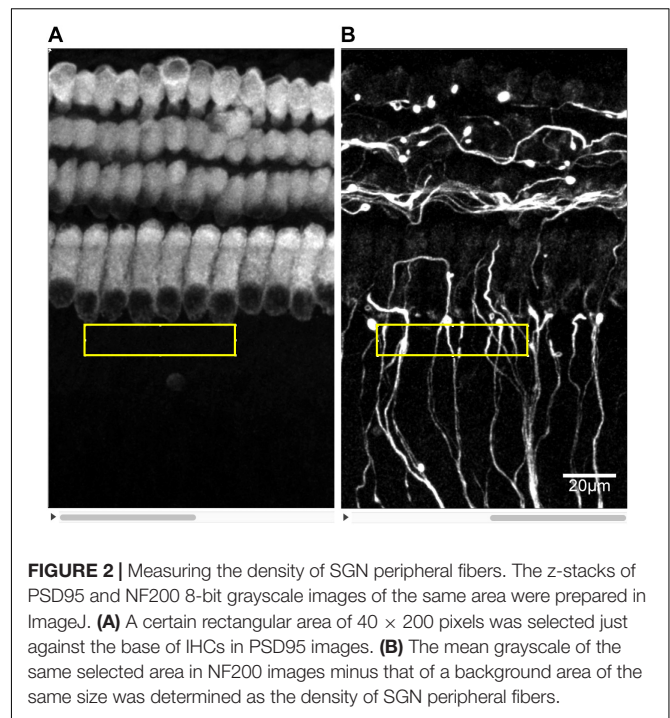 A
B
20µm
FIGURE 2 | Measuring the density of SGN peripheral fibers. The z-stacks of
PSD95 and NF200 8-bit grayscale images of the same area were prepared in
ImageJ. (A) A certain rectangular area of 40 × 200 pixels was selected just
against the base of IHCs in PSD95 images. (B) The mean grayscale of the
same selected area in NF200 images minus that of a background area of the
same size was determined as the density of SGN peripheral fibers.